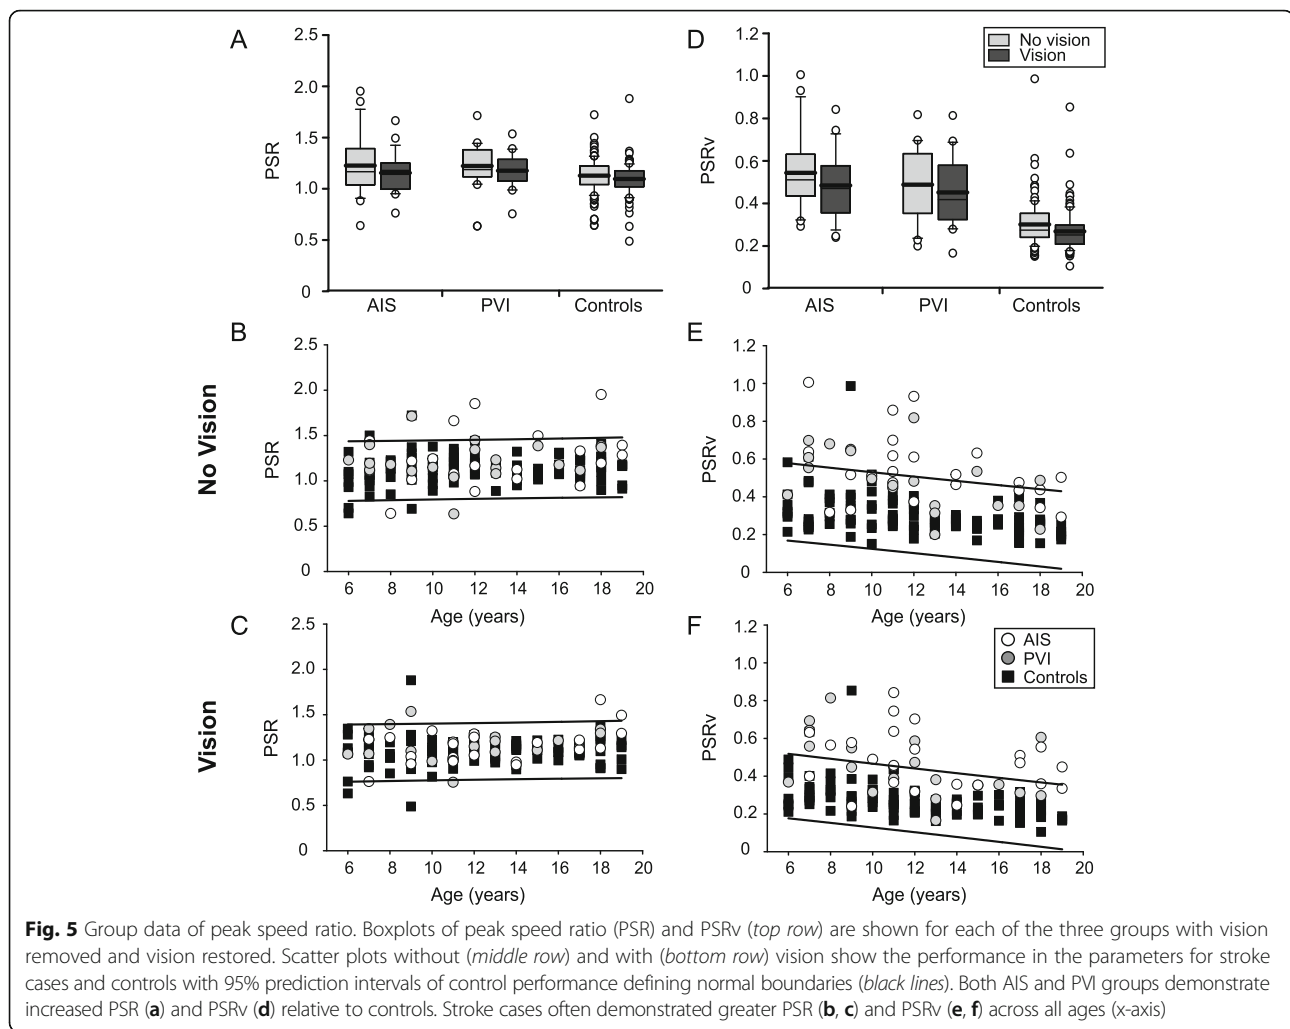 A
2.5
2.0
1.5
1.0
0.5
0
PSR
AIS PVI Controls
D
No vision
Vision
1.2
1.0
0.8
0.6
0.4
0.2
0
PSRv
AIS PVI Controls
No Vision
B
2.5
2.0
1.5
1.0
0.5
0
PSR
6 8 10 12 14 16 18 20
Age (years)
E
1.2
1.0
0.8
0.6
0.4
0.2
0
PSRv
6 8 10 12 14 16 18 20
Age (years)
Vision
C
2.5
2.0
1.5
1.0
0.5
0
PSR
6 8 10 12 14 16 18 20
Age (years)
F
AIS
PVI
Controls
1.2
1.0
0.8
0.6
0.4
0.2
0
PSRv
6 8 10 12 14 16 18 20
Age (years)
Fig. 5 Group data of peak speed ratio. Boxplots of peak speed ratio (PSR) and PSRv (top row) are shown for each of the three groups with vision
removed and vision restored. Scatter plots without (middle row) and with (bottom row) vision show the performance in the parameters for stroke
cases and controls with 95% prediction intervals of control performance defining normal boundaries (black lines). Both AIS and PVI groups demonstrate
increased PSR (a) and PSRv (d) relative to controls. Stroke cases often demonstrated greater PSR (b, c) and PSRv (e, f) across all ages (x-axis)